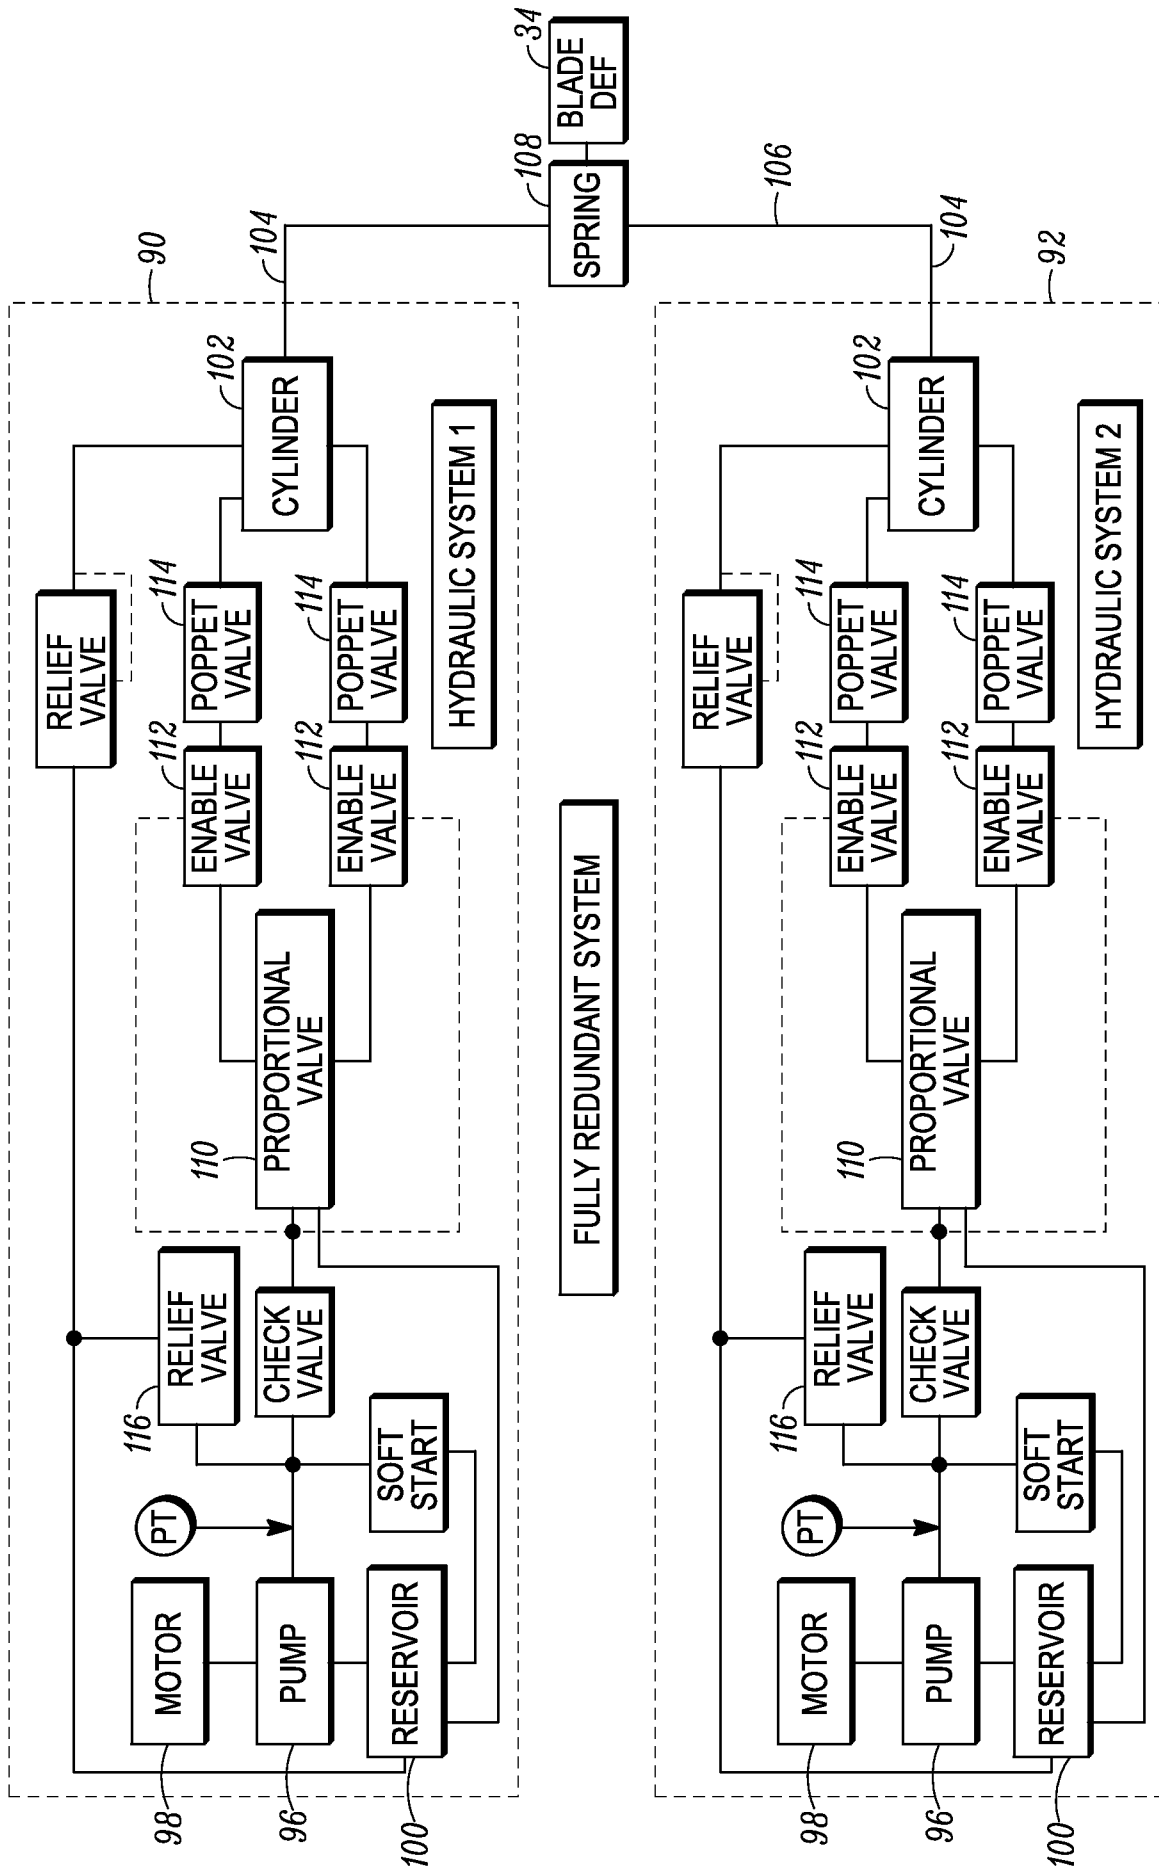 90
98
MOTOR
PT
116
RELIEF
VALVE
RELIEF
VALVE
96
PUMP
CHECK
VALVE
110
PROPORTIONAL
VALVE
112
ENABLE
VALVE
114
POPPET
VALVE
112
ENABLE
VALVE
114
POPPET
VALVE
102
CYLINDER
104
100
RESERVOIR
SOFT
START
HYDRAULIC SYSTEM 1
FULLY REDUNDANT SYSTEM
108
SPRING
34
BLADE
DEF
106
104
92
98
MOTOR
PT
116
RELIEF
VALVE
RELIEF
VALVE
96
PUMP
CHECK
VALVE
110
PROPORTIONAL
VALVE
112
ENABLE
VALVE
114
POPPET
VALVE
112
ENABLE
VALVE
114
POPPET
VALVE
102
CYLINDER
100
RESERVOIR
SOFT
START
HYDRAULIC SYSTEM 2